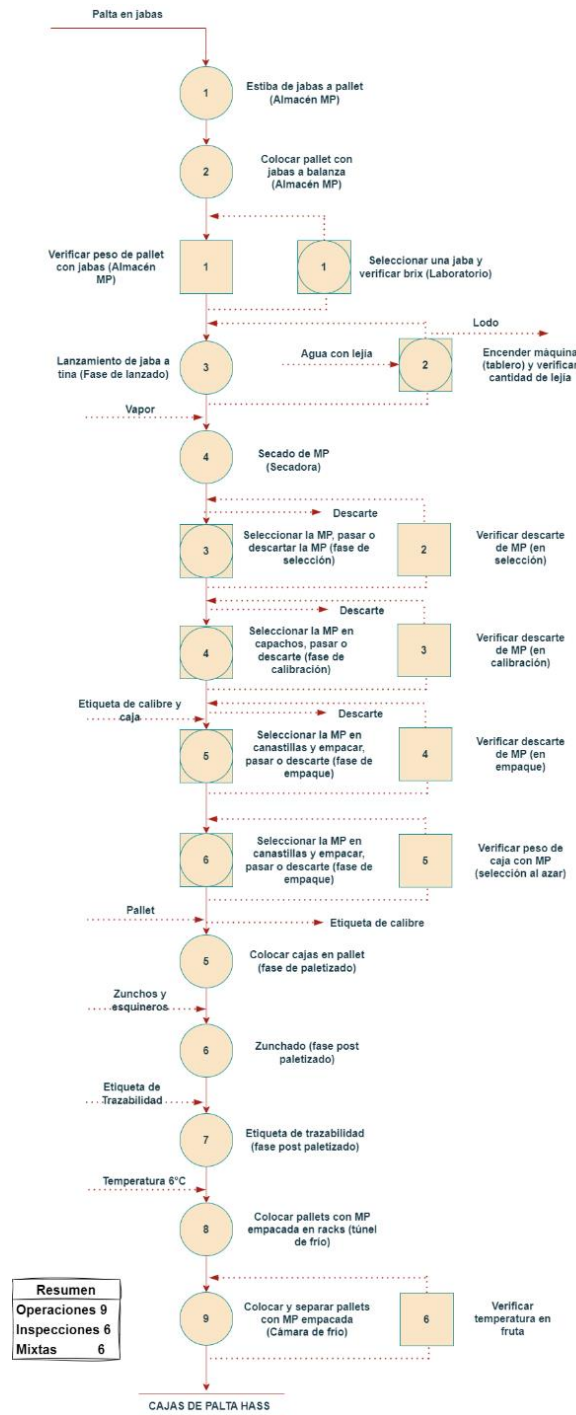 Palta en jabas
1
Estiba de jabas a pallet
(Almacén MP)
2
Colocar pallet con
jabas a balanza
(Almacén MP)
Verificar peso de pallet
con jabas (Almacén
MP)
1
1
Seleccionar una jaba y
verificar brix (Laboratorio)
Lodo
Lanzamiento de jaba a
tina (Fase de lanzado)
3
Agua con lejía
2
Encender máquina
(tablero) y verificar
cantidad de lejía
Vapor
4
Secado de MP
(Secadora)
Descarte
3
Seleccionar la MP, pasar o
descartar la MP (fase de
selección)
2
Verificar descarte
de MP (en
selección)
Descarte
4
Seleccionar la MP en
capachos, pasar o
descarte (fase de
calibración)
3
Verificar descarte
de MP (en
calibración)
Etiqueta de calibre y
caja
Descarte
5
Seleccionar la MP en
canastillas y empacar,
pasar o descarte (fase de
empaque)
4
Verificar descarte
de MP (en
empaque)
6
Seleccionar la MP en
canastillas y empacar,
pasar o descarte (fase de
empaque)
5
Verificar peso de
caja con MP
(selección al azar)
Pallet
Etiqueta de calibre
5
Colocar cajas en pallet
(fase de paletizado)
Zunchos y
esquineros
6
Zunchado (fase post
paletizado)
Etiqueta de
Trazabilidad
7
Etiqueta de trazabilidad
(fase post paletizado)
Temperatura 6°C
8
Colocar pallets con MP
empacada en racks (túnel
de frío)
9
Colocar y separar pallets
con MP empacada
(Cámara de frío)
6
Verificar
temperatura en
fruta
Resumen
Operaciones 9
Inspecciones 6
Mixtas 6
CAJAS DE PALTA HASS